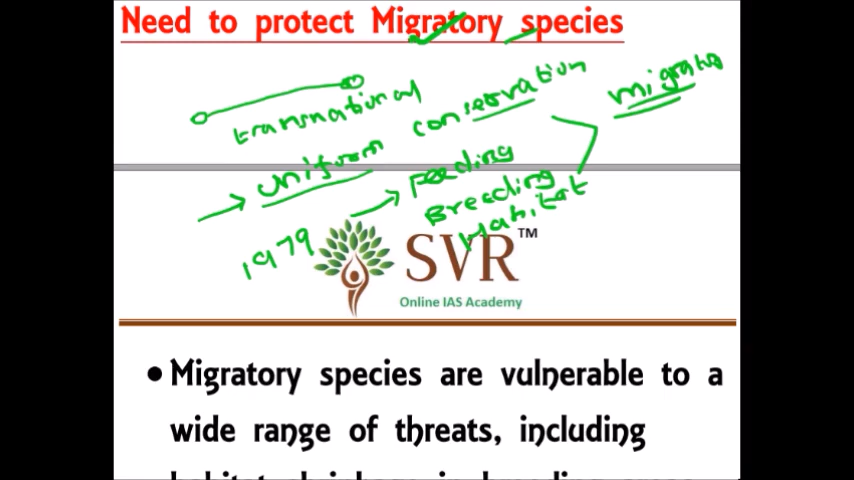 Need to protect Migratory species
transnational conservation migrate
uniform Feeding
Breeding
1979 Habitat
SVR™
Online IAS Academy
• Migratory species are vulnerable to a
wide range of threats, including